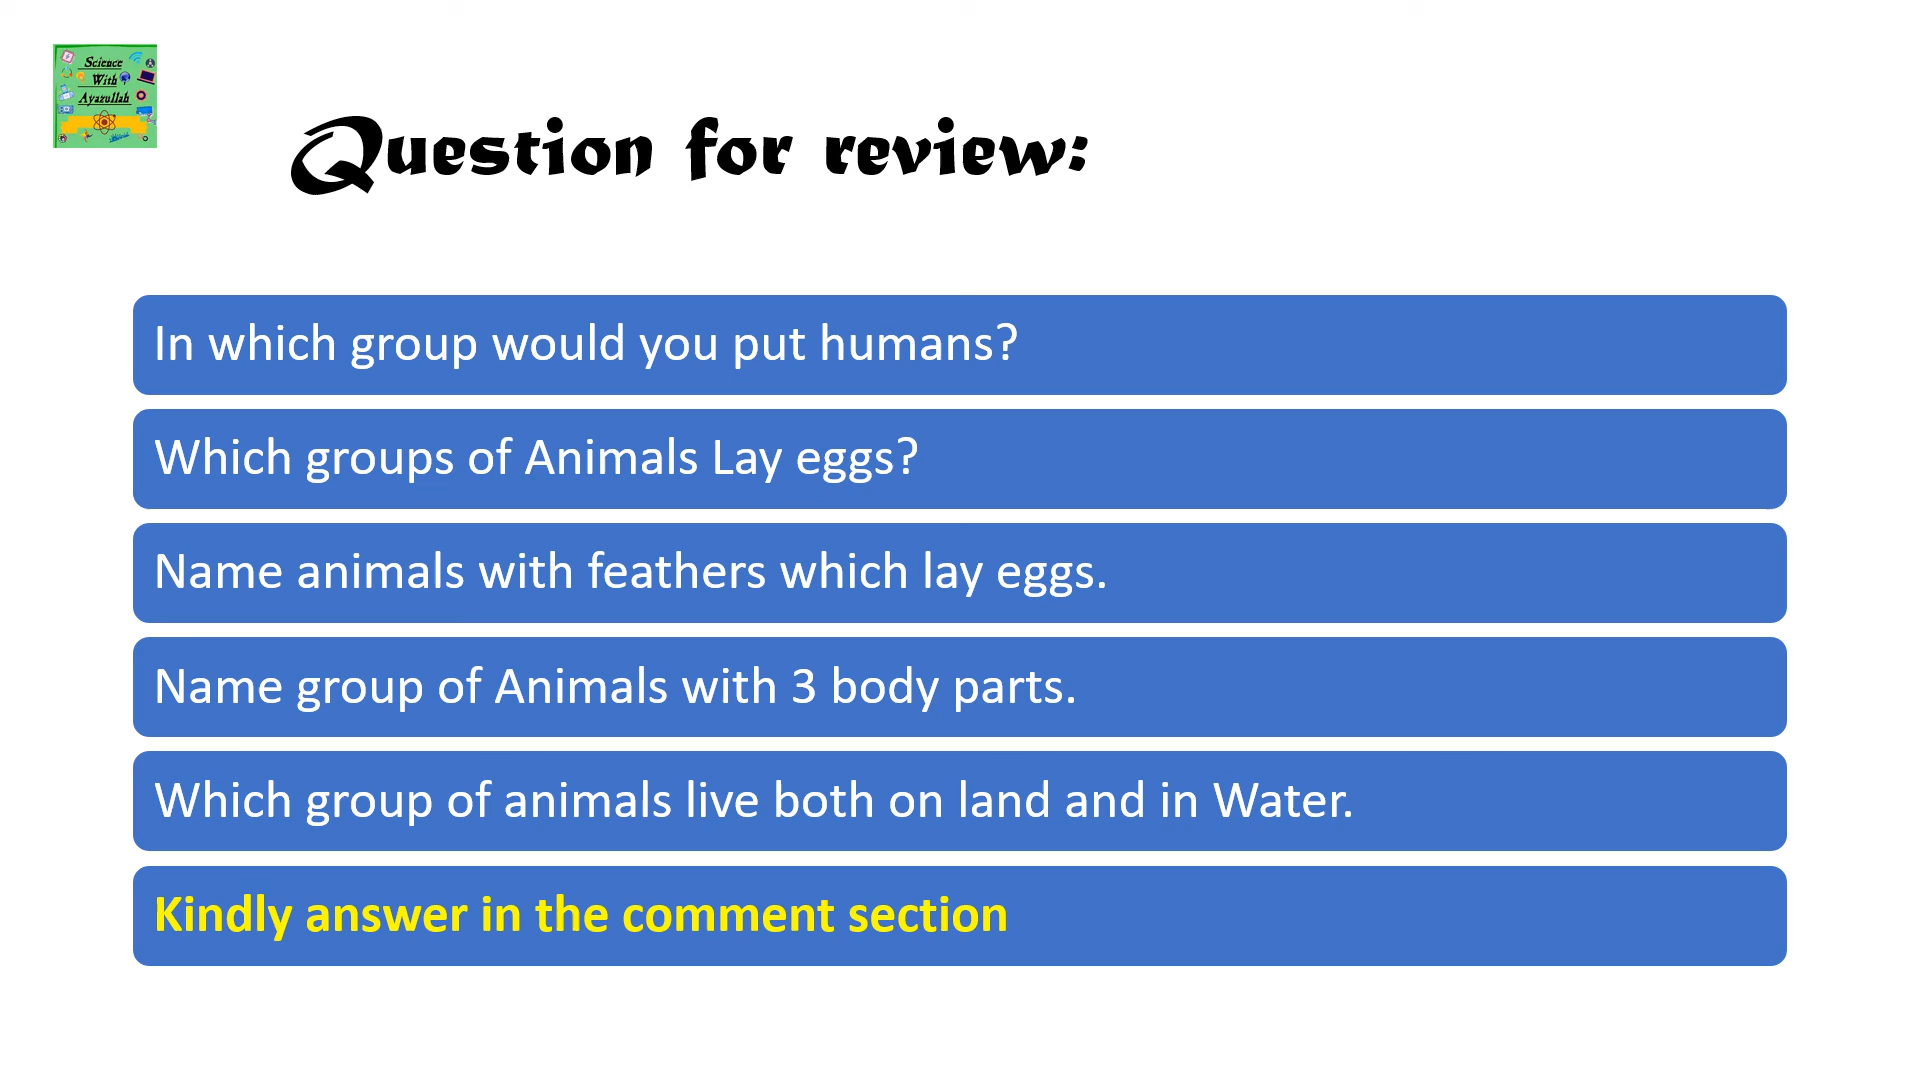 Science
With
Ayazullah
Question for review:
In which group would you put humans?
Which groups of Animals Lay eggs?
Name animals with feathers which lay eggs.
Name group of Animals with 3 body parts.
Which group of animals live both on land and in Water.
Kindly answer in the comment section